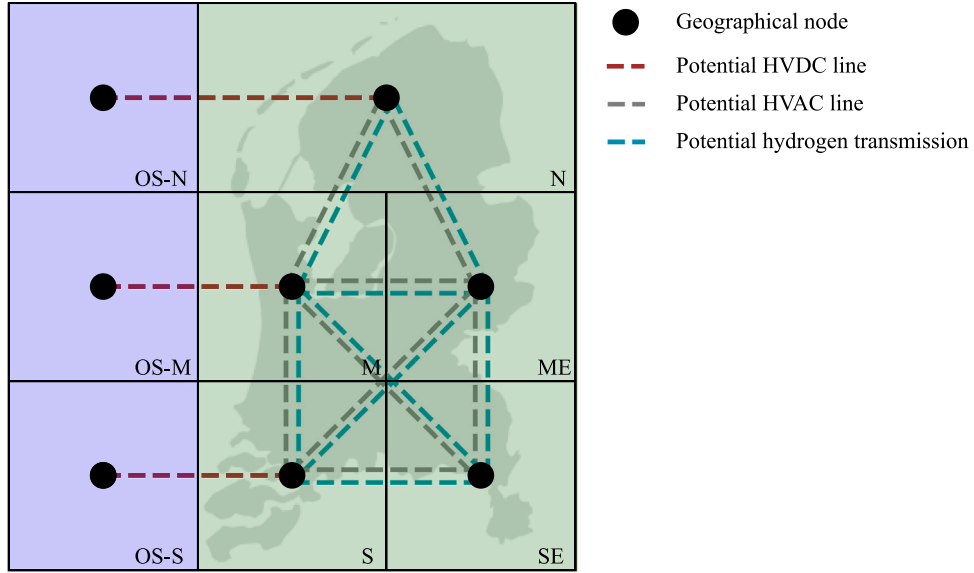 Geographical node
Potential HVDC line
Potential HVAC line
Potential hydrogen transmission
OS-N
N
OS-M
M
ME
OS-S
S
SE